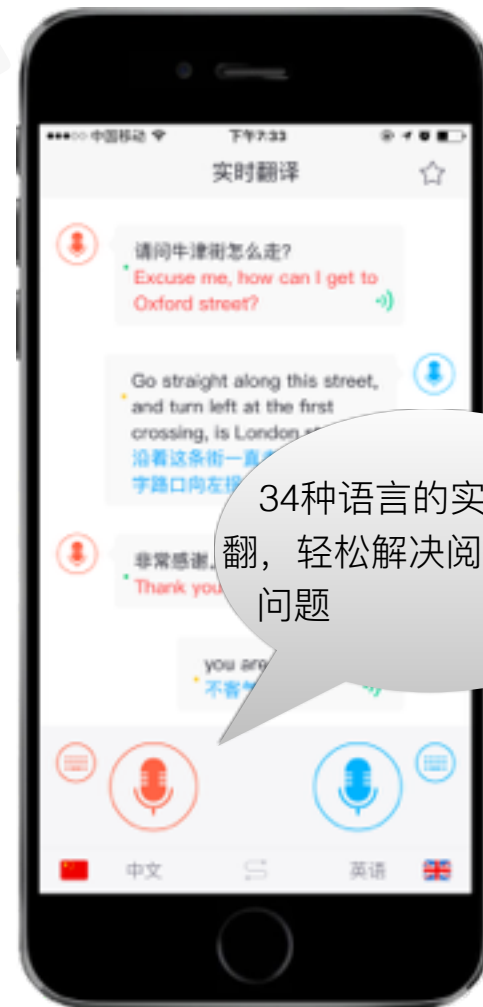 中国移动
下午7:33
实时翻译
请问牛津街怎么走?
Excuse me, how can I get to
Oxford street?
Go straight along this street,
and turn left at the first
crossing, is London
沿着这条街一直
字路口向左
34种语言的实
翻，轻松解决阅
问题
非常感谢
Thank you
you are
不客气
中文
英语